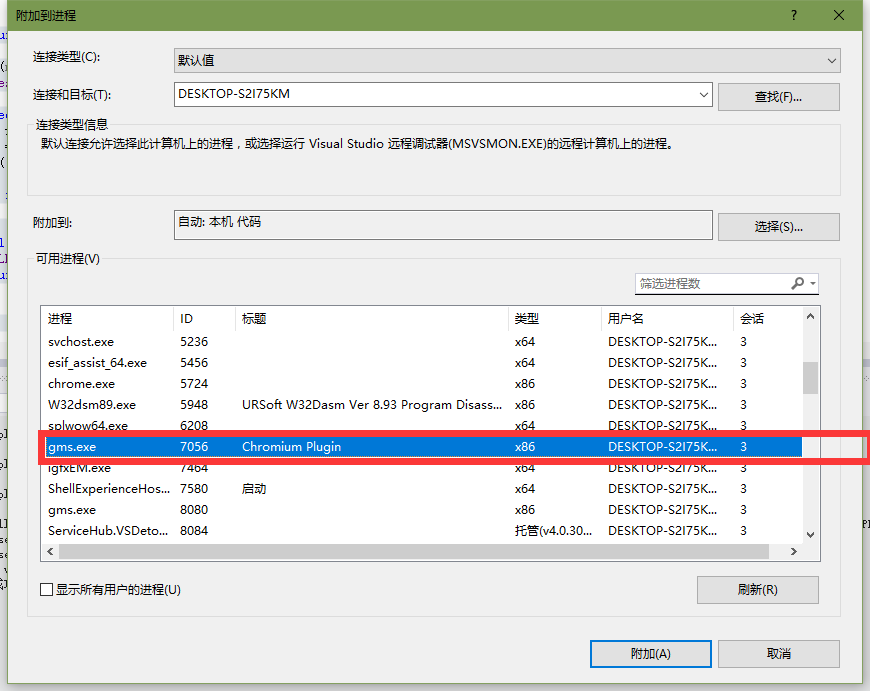 附加到进程
?
连接类型(C):
默认值
连接和目标(T):
DESKTOP-S2I75KM
查找(F)...
连接类型信息
默认连接允许选择此计算机上的进程，或选择运行 Visual Studio 远程调试器(MSVSMON.EXE)的远程计算机上的进程。
附加到:
自动: 本机 代码
选择(S)...
可用进程(V)
筛选进程数
进程 ID 标题 类型 用户名 会话
svchost.exe 5236 x64 DESKTOP-S2I75K... 3
esif_assist_64.exe 5456 x64 DESKTOP-S2I75K... 3
chrome.exe 5724 x86 DESKTOP-S2I75K... 3
W32dsm89.exe 5948 URSoft W32Dasm Ver 8.93 Program Disass... x86 DESKTOP-S2I75K... 3
splwow64.exe 6208 x64 DESKTOP-S2I75K... 3
gms.exe 7056 Chromium Plugin x86 DESKTOP-S2I75K... 3
igfxEM.exe 7464 x64 DESKTOP-S2I75K... 3
ShellExperienceHos... 7580 启动 x64 DESKTOP-S2I75K... 3
gms.exe 8080 x86 DESKTOP-S2I75K... 3
ServiceHub.VSDeto... 8084 托管(v4.0.30... DESKTOP-S2I75K... 3
显示所有用户的进程(U)
刷新(R)
附加(A)
取消